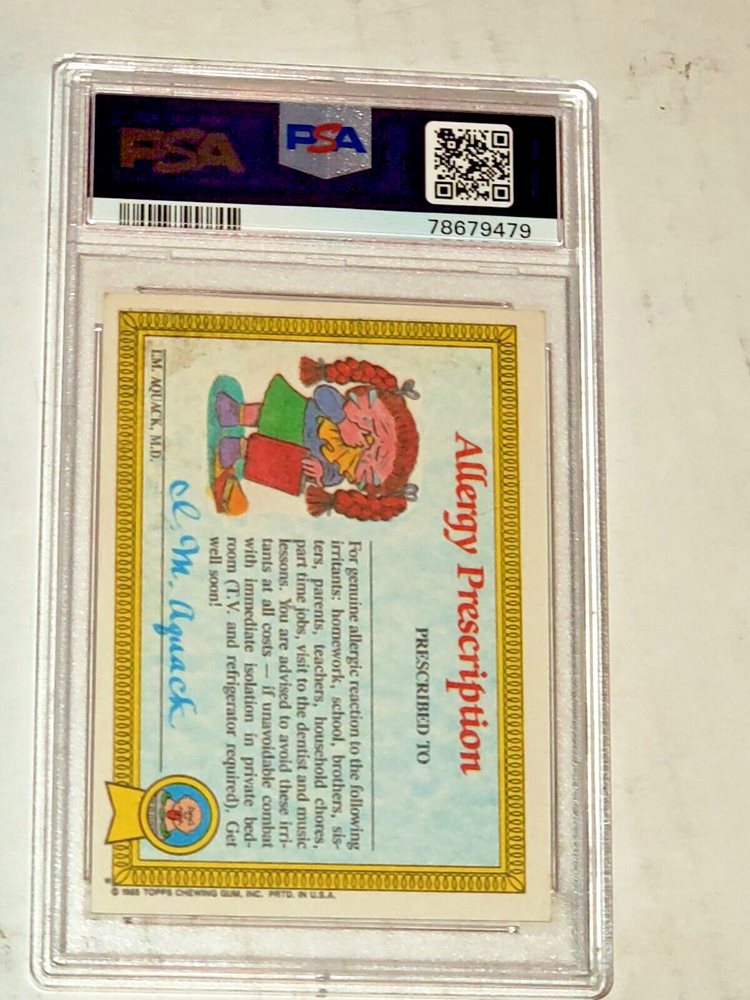 PSA
PSA
78679479
Allergy Prescription
PRESCRIBED TO
For genuine allergic reaction to the following
irritants: homework, school, brothers, sis-
ters, parents, teachers, household chores,
part time jobs, visit to the dentist and music
lessons. You are advised to avoid these irri-
tants at all costs — if unavoidable combat
with immediate isolation in private bed-
room (T.V. and refrigerator required). Get
well soon!
I. M. Aquack
I.M. AQUACK, M.D.
© 1985 TOPPS CHEWING GUM, INC. PRTD. IN U.S.A.